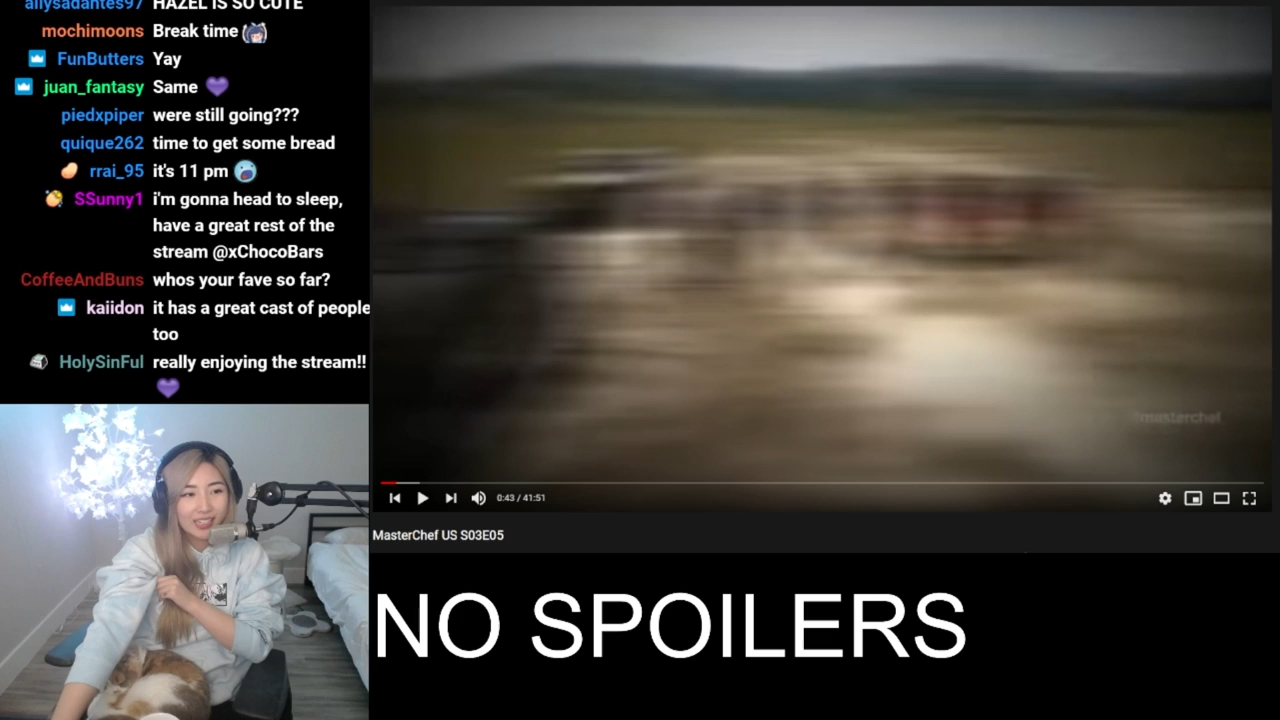 allysadantes97 HAZEL IS SO CUTE
mochimoons Break time
FunButters Yay
juan_fantasy Same
piedxpiper were still going???
quique262 time to get some bread
rrai_95 it's 11 pm
SSunny1 i'm gonna head to sleep,
have a great rest of the
stream @xChocoBars
CoffeeAndBuns whos your fave so far?
kaiidon it has a great cast of people
too
HolySinFul really enjoying the stream!!
#masterchef
0:43 / 41:51
MasterChef US S03E05
NO SPOILERS